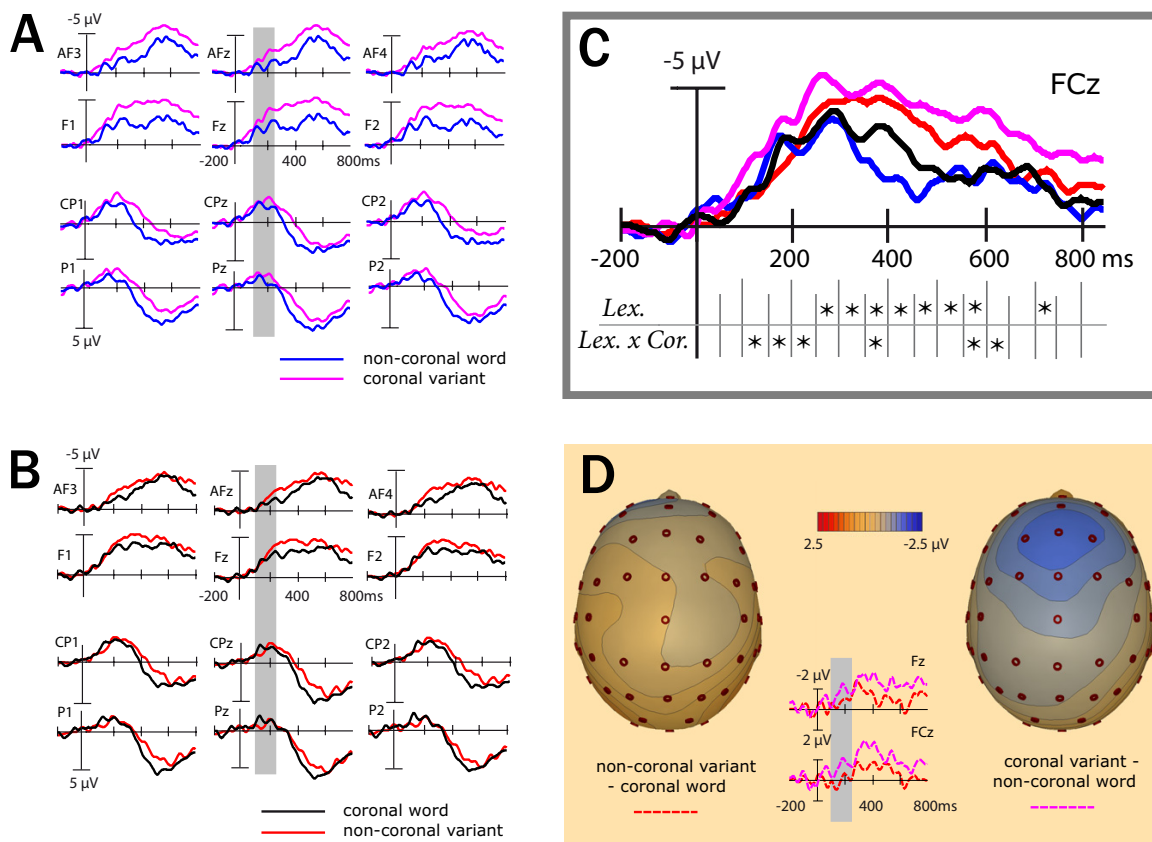 A
-5 µV
AF3
AFz
AF4
F1
Fz
F2
-200
400
800ms
CP1
CPz
CP2
P1
Pz
P2
5 µV
non-coronal word
coronal variant
B
-5 µV
AF3
AFz
AF4
F1
Fz
F2
-200
400
800ms
CP1
CPz
CP2
P1
Pz
P2
5 µV
coronal word
non-coronal variant
C
-5 µV
FCz
-200
200
400
600
800 ms
Lex.
* * * * * * * *
Lex. x Cor.
* * * * * *
D
2.5
-2.5 µV
Fz
-2 µV
FCz
2 µV
-200
400
800ms
non-coronal variant
- coronal word
coronal variant -
non-coronal word